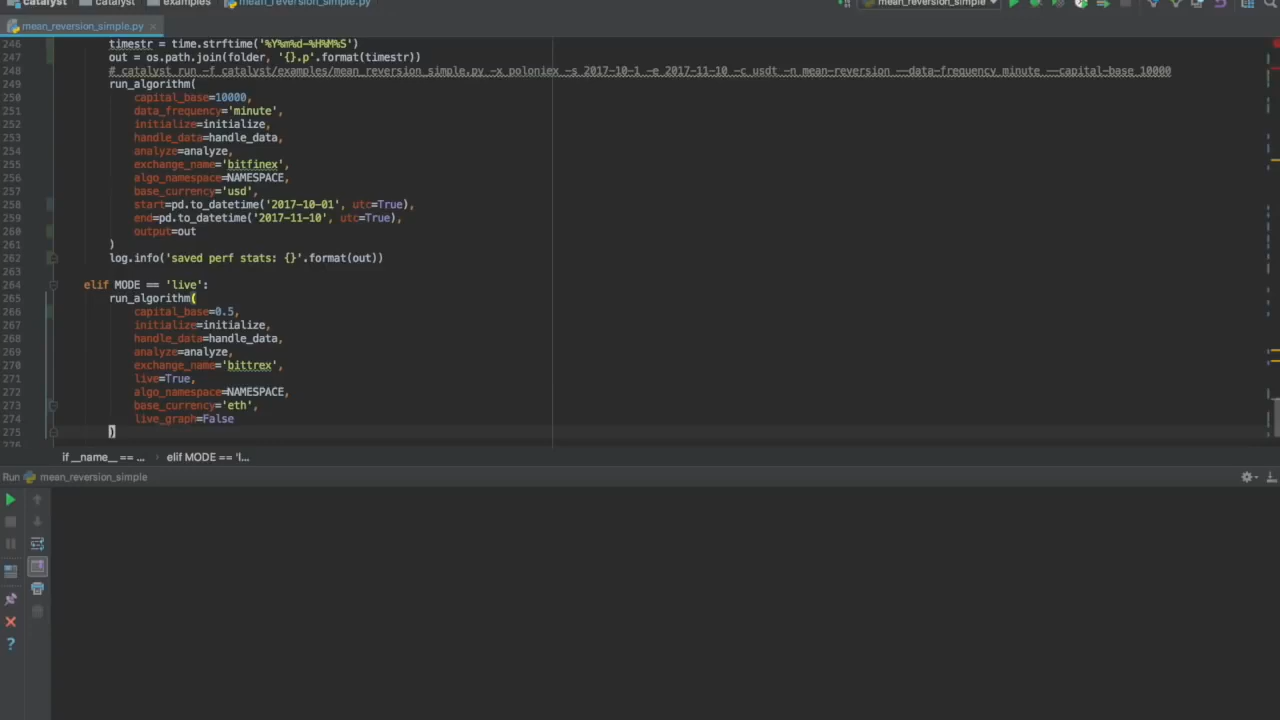 catalyst catalyst examples mean_reversion_simple.py mean_reversion_simple
mean_reversion_simple.py
246 timestr = time.strftime('%Y%m%d-%H%M%S')
247 out = os.path.join(folder, '{}.p'.format(timestr))
248 # catalyst run -f catalyst/examples/mean_reversion_simple.py -x poloniex -s 2017-10-1 -e 2017-11-10 -c usdt -n mean-reversion --data-frequency minute --capital-base 10000
249 run_algorithm(
250 capital_base=10000,
251 data_frequency='minute',
252 initialize=initialize,
253 handle_data=handle_data,
254 analyze=analyze,
255 exchange_name='bitfinex',
256 algo_namespace=NAMESPACE,
257 base_currency='usd',
258 start=pd.to_datetime('2017-10-01', utc=True),
259 end=pd.to_datetime('2017-11-10', utc=True),
260 output=out
261 )
262 log.info('saved perf stats: {}'.format(out))
263
264 elif MODE == 'live':
265 run_algorithm(
266 capital_base=0.5,
267 initialize=initialize,
268 handle_data=handle_data,
269 analyze=analyze,
270 exchange_name='bittrex',
271 live=True,
272 algo_namespace=NAMESPACE,
273 base_currency='eth',
274 live_graph=False
275 )
276
if __name__ == ... › elif MODE == 'l...
Run mean_reversion_simple